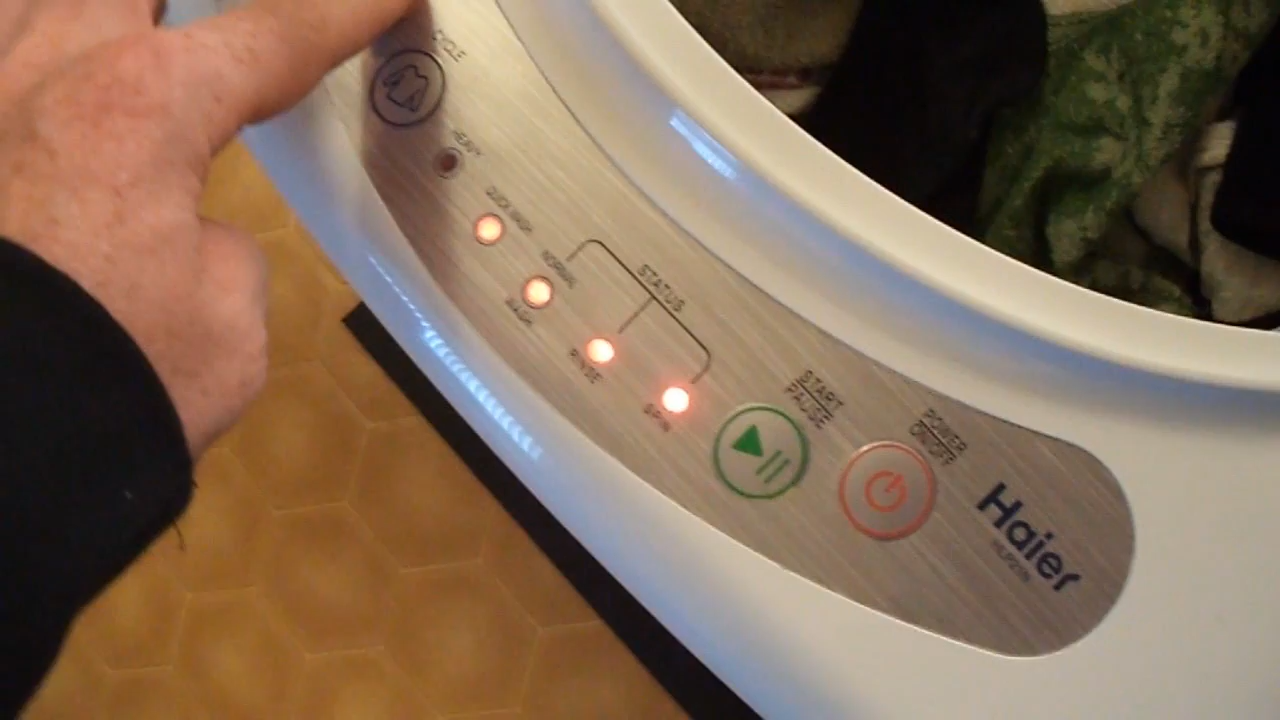 CYCLE
HEAVY
QUICK WASH
NORMAL
STATUS
WASH
RINSE
SPIN
START
PAUSE
POWER
ON/OFF
Haier